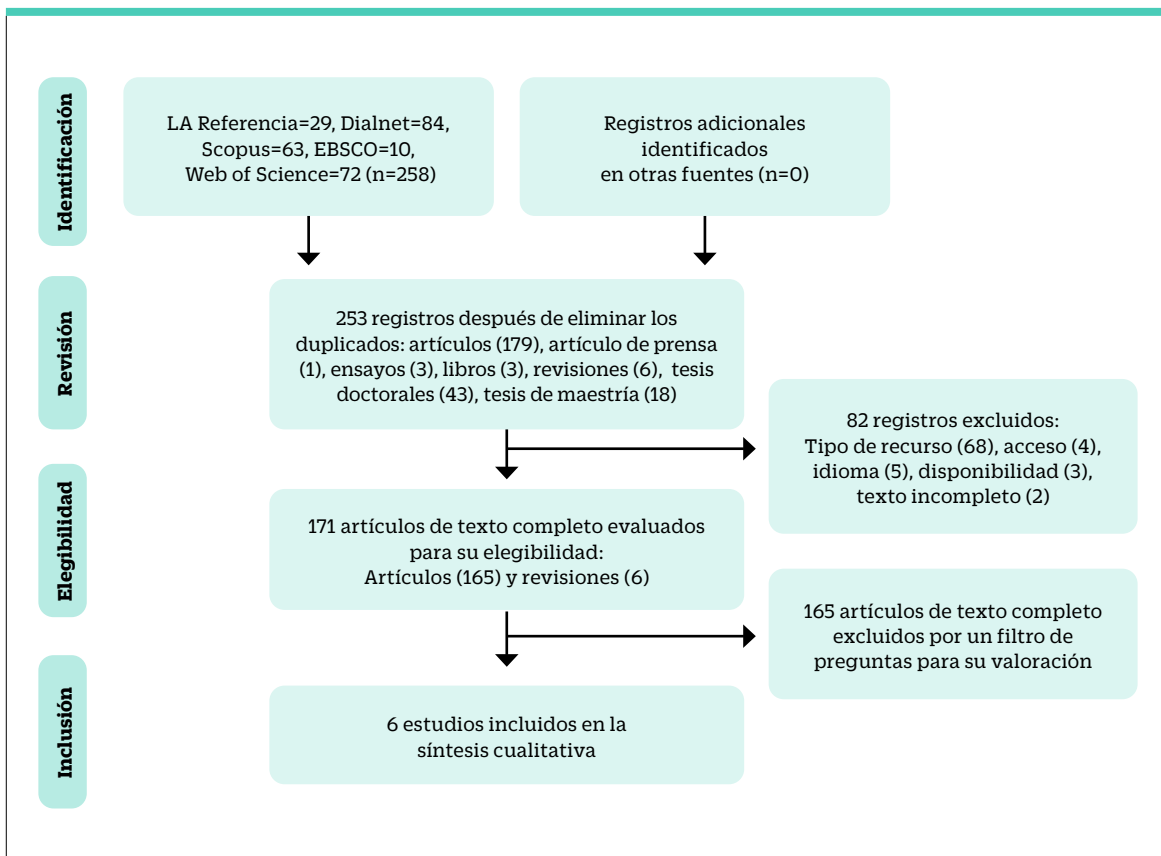 Identificación
LA Referencia=29, Dialnet=84,
Scopus=63, EBSCO=10,
Web of Science=72 (n=258)
Registros adicionales
identificados
en otras fuentes (n=0)
Revisión
253 registros después de eliminar los
duplicados: artículos (179), artículo de prensa
(1), ensayos (3), libros (3), revisiones (6), tesis
doctorales (43), tesis de maestría (18)
82 registros excluidos:
Tipo de recurso (68), acceso (4),
idioma (5), disponibilidad (3),
texto incompleto (2)
Elegibilidad
171 artículos de texto completo evaluados
para su elegibilidad:
Artículos (165) y revisiones (6)
165 artículos de texto completo
excluidos por un filtro de
preguntas para su valoración
Inclusión
6 estudios incluidos en la
síntesis cualitativa